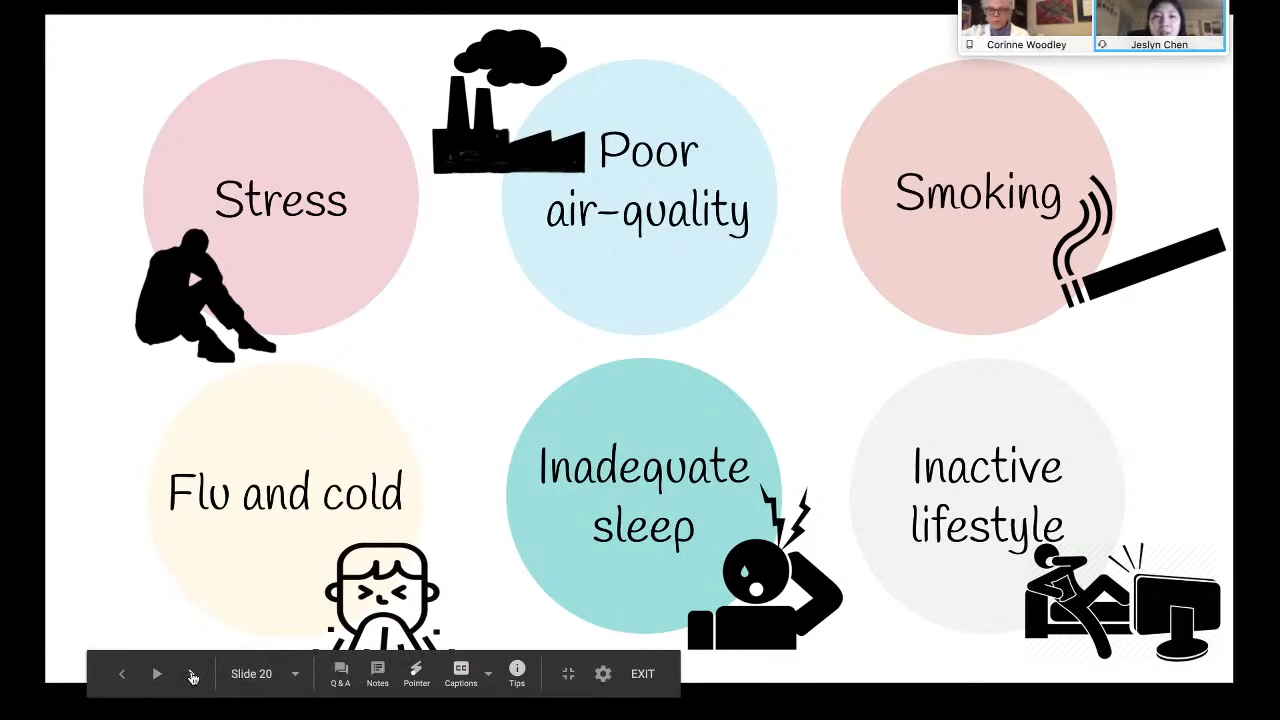 Corinne Woodley
Jeslyn Chen
Stress
Poor
air-quality
Smoking
Flu and cold
Inadequate
sleep
Inactive
lifestyle
Slide 20
Q & A
Notes
Pointer
CC
Captions
Tips
EXIT